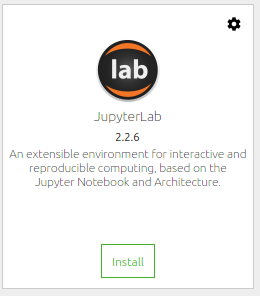 lab
JupyterLab
2.2.6
An extensible environment for interactive and
reproducible computing, based on the
Jupyter Notebook and Architecture.
Install